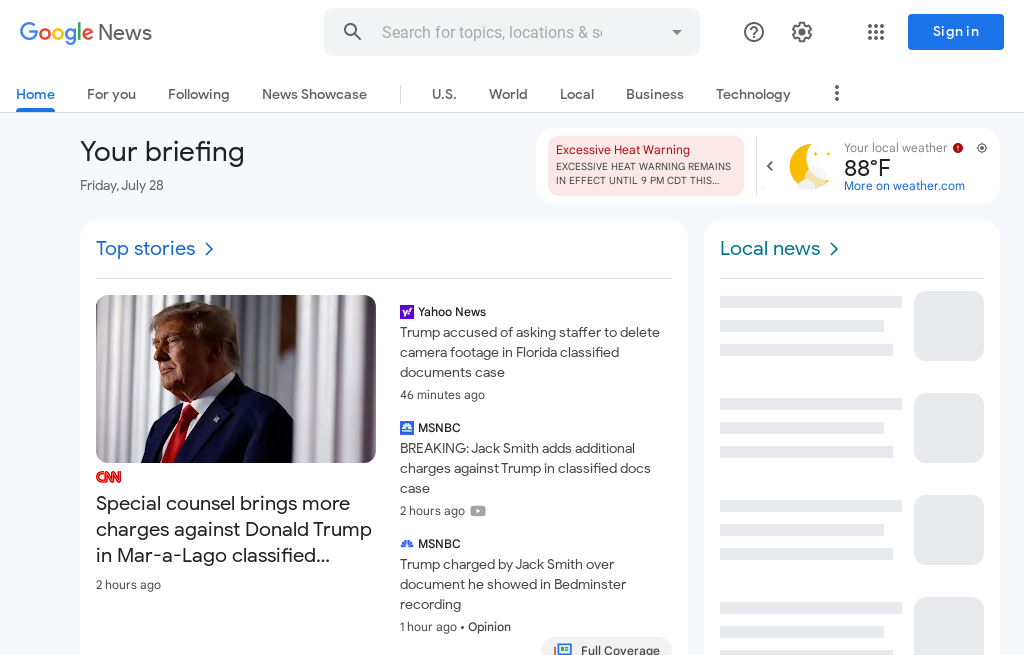 Google News
Search for topics, locations & so
Sign in
Home
For you
Following
News Showcase
U.S.
World
Local
Business
Technology
Your briefing
Friday, July 28
Excessive Heat Warning
EXCESSIVE HEAT WARNING REMAINS
IN EFFECT UNTIL 9 PM CDT THIS...
Your local weather
88°F
More on weather.com
Top stories
CNN
Special counsel brings more
charges against Donald Trump
in Mar-a-Lago classified...
2 hours ago
Yahoo News
Trump accused of asking staffer to delete
camera footage in Florida classified
documents case
46 minutes ago
MSNBC
BREAKING: Jack Smith adds additional
charges against Trump in classified docs
case
2 hours ago
MSNBC
Trump charged by Jack Smith over
document he showed in Bedminster
recording
1 hour ago • Opinion
Full Coverage
Local news